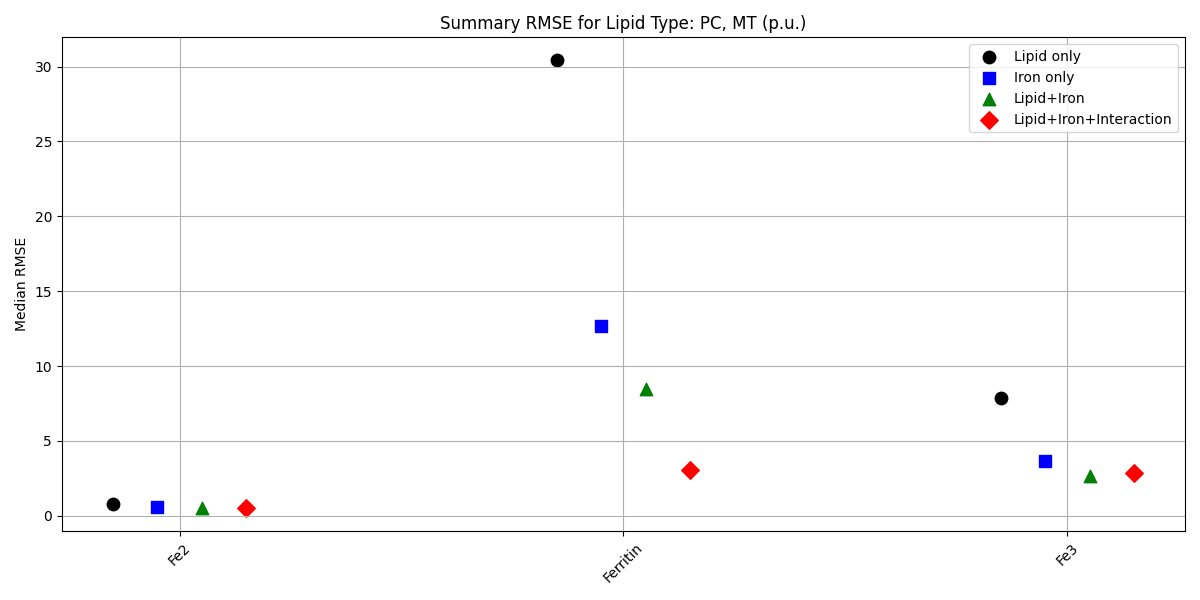 Summary RMSE for Lipid Type: PC, MT (p.u.)
Lipid only
Iron only
Lipid+Iron
Lipid+Iron+Interaction
Median RMSE
30
25
20
15
10
5
0
Fe2
Ferritin
Fe3